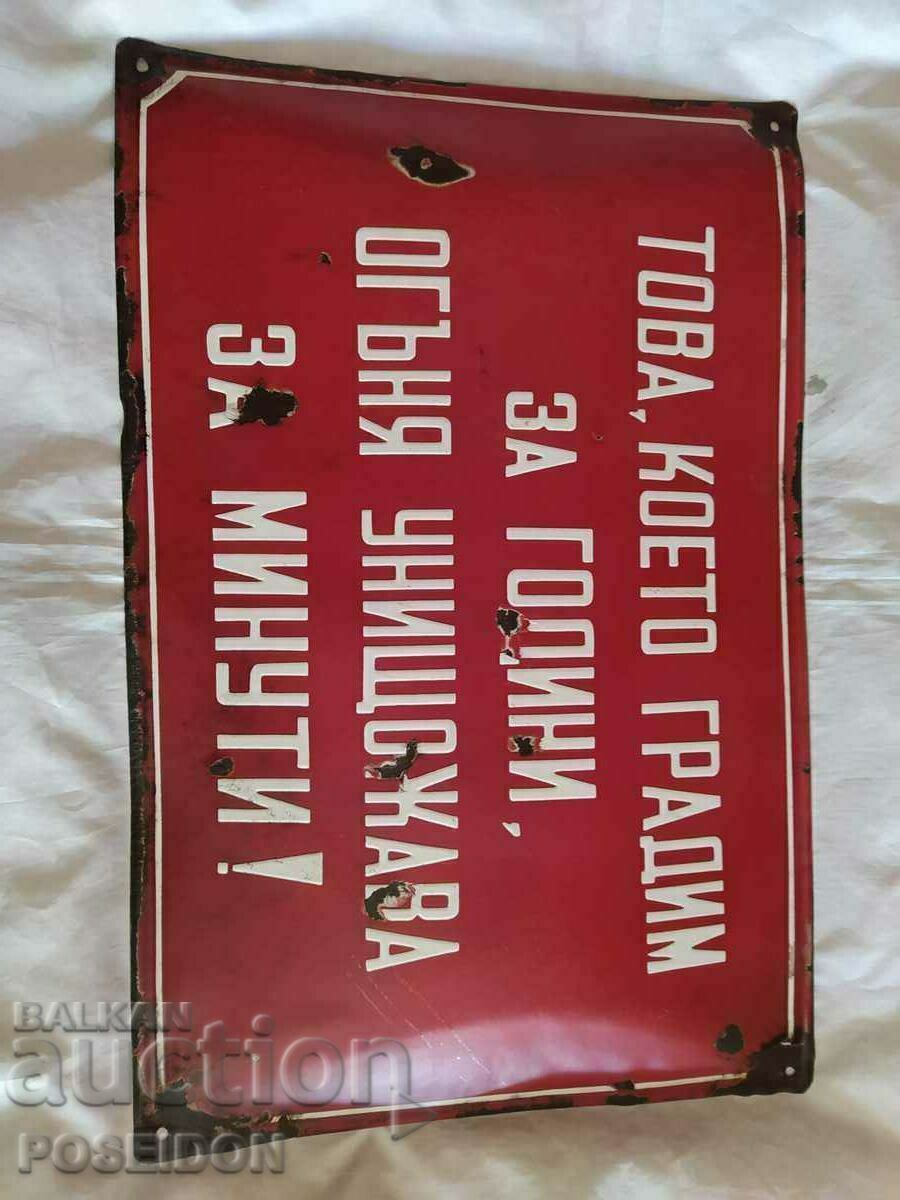 ТОВА, КОЕТО ГРАДИМ
ЗА ГОДИНИ,
ОГЪНЯ УНИЩОЖАВА
ЗА МИНУТИ!
BALKAN
auction
POSEIDON